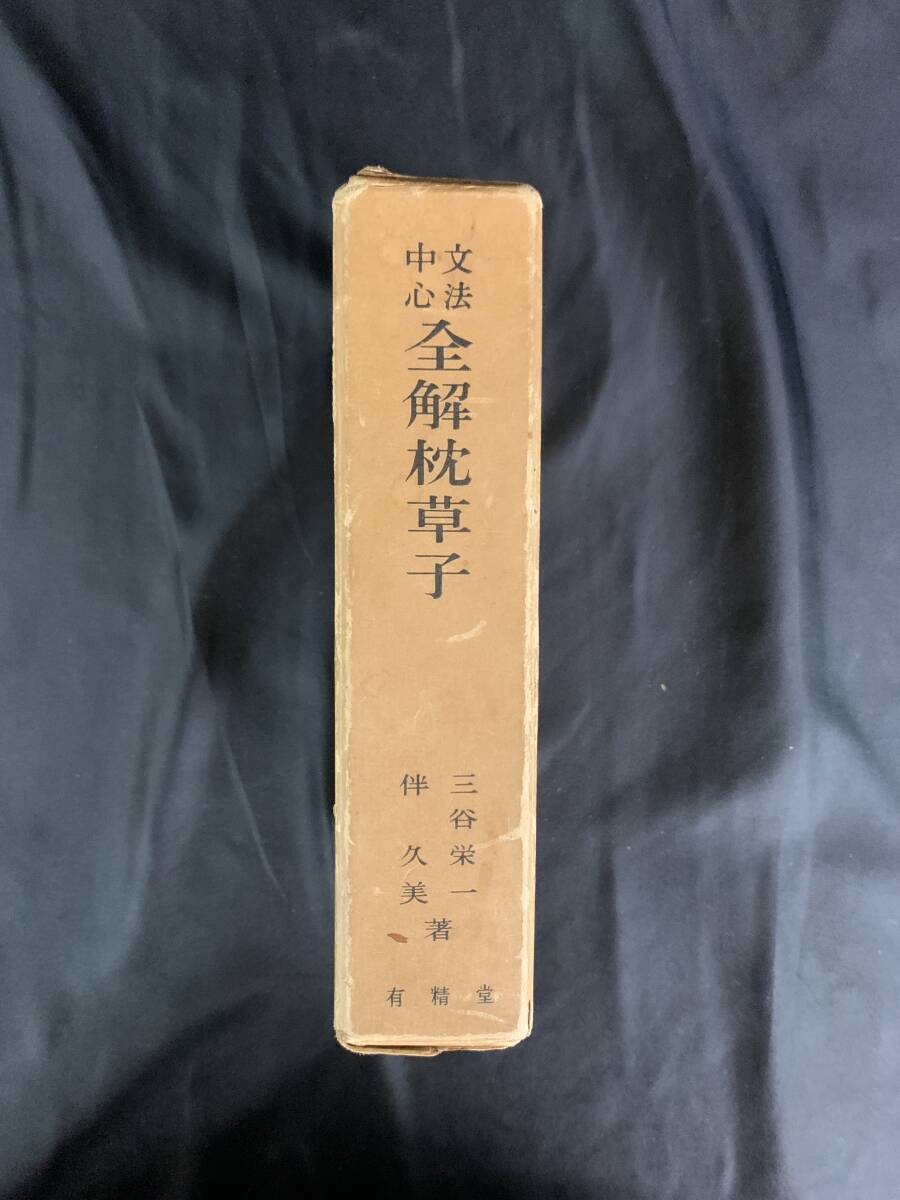 文法
中心
全解枕草子
三谷栄一
伴久美
著
有精堂